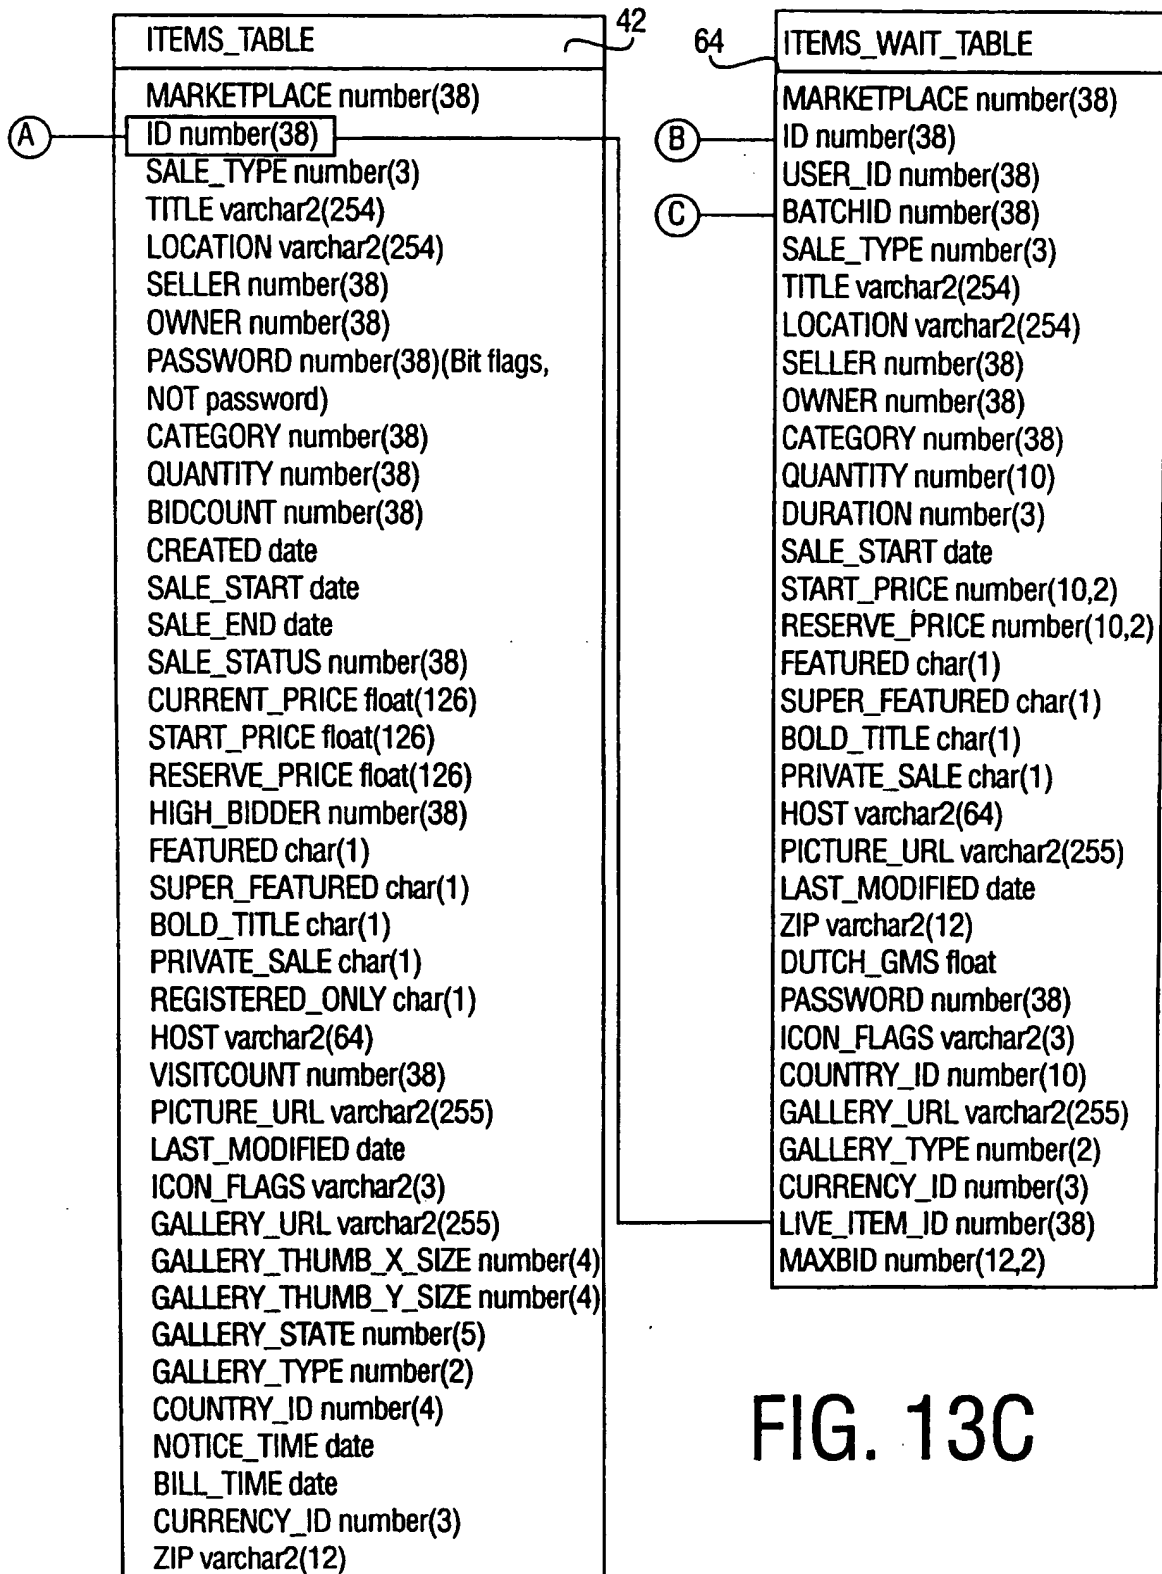 ITEMS_TABLE
42
A
MARKETPLACE number(38)
ID number(38)
SALE_TYPE number(3)
TITLE varchar2(254)
LOCATION varchar2(254)
SELLER number(38)
OWNER number(38)
PASSWORD number(38)(Bit flags,
NOT password)
CATEGORY number(38)
QUANTITY number(38)
BIDCOUNT number(38)
CREATED date
SALE_START date
SALE_END date
SALE_STATUS number(38)
CURRENT_PRICE float(126)
START_PRICE float(126)
RESERVE_PRICE float(126)
HIGH_BIDDER number(38)
FEATURED char(1)
SUPER_FEATURED char(1)
BOLD_TITLE char(1)
PRIVATE_SALE char(1)
REGISTERED_ONLY char(1)
HOST varchar2(64)
VISITCOUNT number(38)
PICTURE_URL varchar2(255)
LAST_MODIFIED date
ICON_FLAGS varchar2(3)
GALLERY_URL varchar2(255)
GALLERY_THUMB_X_SIZE number(4)
GALLERY_THUMB_Y_SIZE number(4)
GALLERY_STATE number(5)
GALLERY_TYPE number(2)
COUNTRY_ID number(4)
NOTICE_TIME date
BILL_TIME date
CURRENCY_ID number(3)
ZIP varchar2(12)
64
ITEMS_WAIT_TABLE
B
C
MARKETPLACE number(38)
ID number(38)
USER_ID number(38)
BATCHID number(38)
SALE_TYPE number(3)
TITLE varchar2(254)
LOCATION varchar2(254)
SELLER number(38)
OWNER number(38)
CATEGORY number(38)
QUANTITY number(10)
DURATION number(3)
SALE_START date
START_PRICE number(10,2)
RESERVE_PRICE number(10,2)
FEATURED char(1)
SUPER_FEATURED char(1)
BOLD_TITLE char(1)
PRIVATE_SALE char(1)
HOST varchar2(64)
PICTURE_URL varchar2(255)
LAST_MODIFIED date
ZIP varchar2(12)
DUTCH_GMS float
PASSWORD number(38)
ICON_FLAGS varchar2(3)
COUNTRY_ID number(10)
GALLERY_URL varchar2(255)
GALLERY_TYPE number(2)
CURRENCY_ID number(3)
LIVE_ITEM_ID number(38)
MAXBID number(12,2)
FIG. 13C